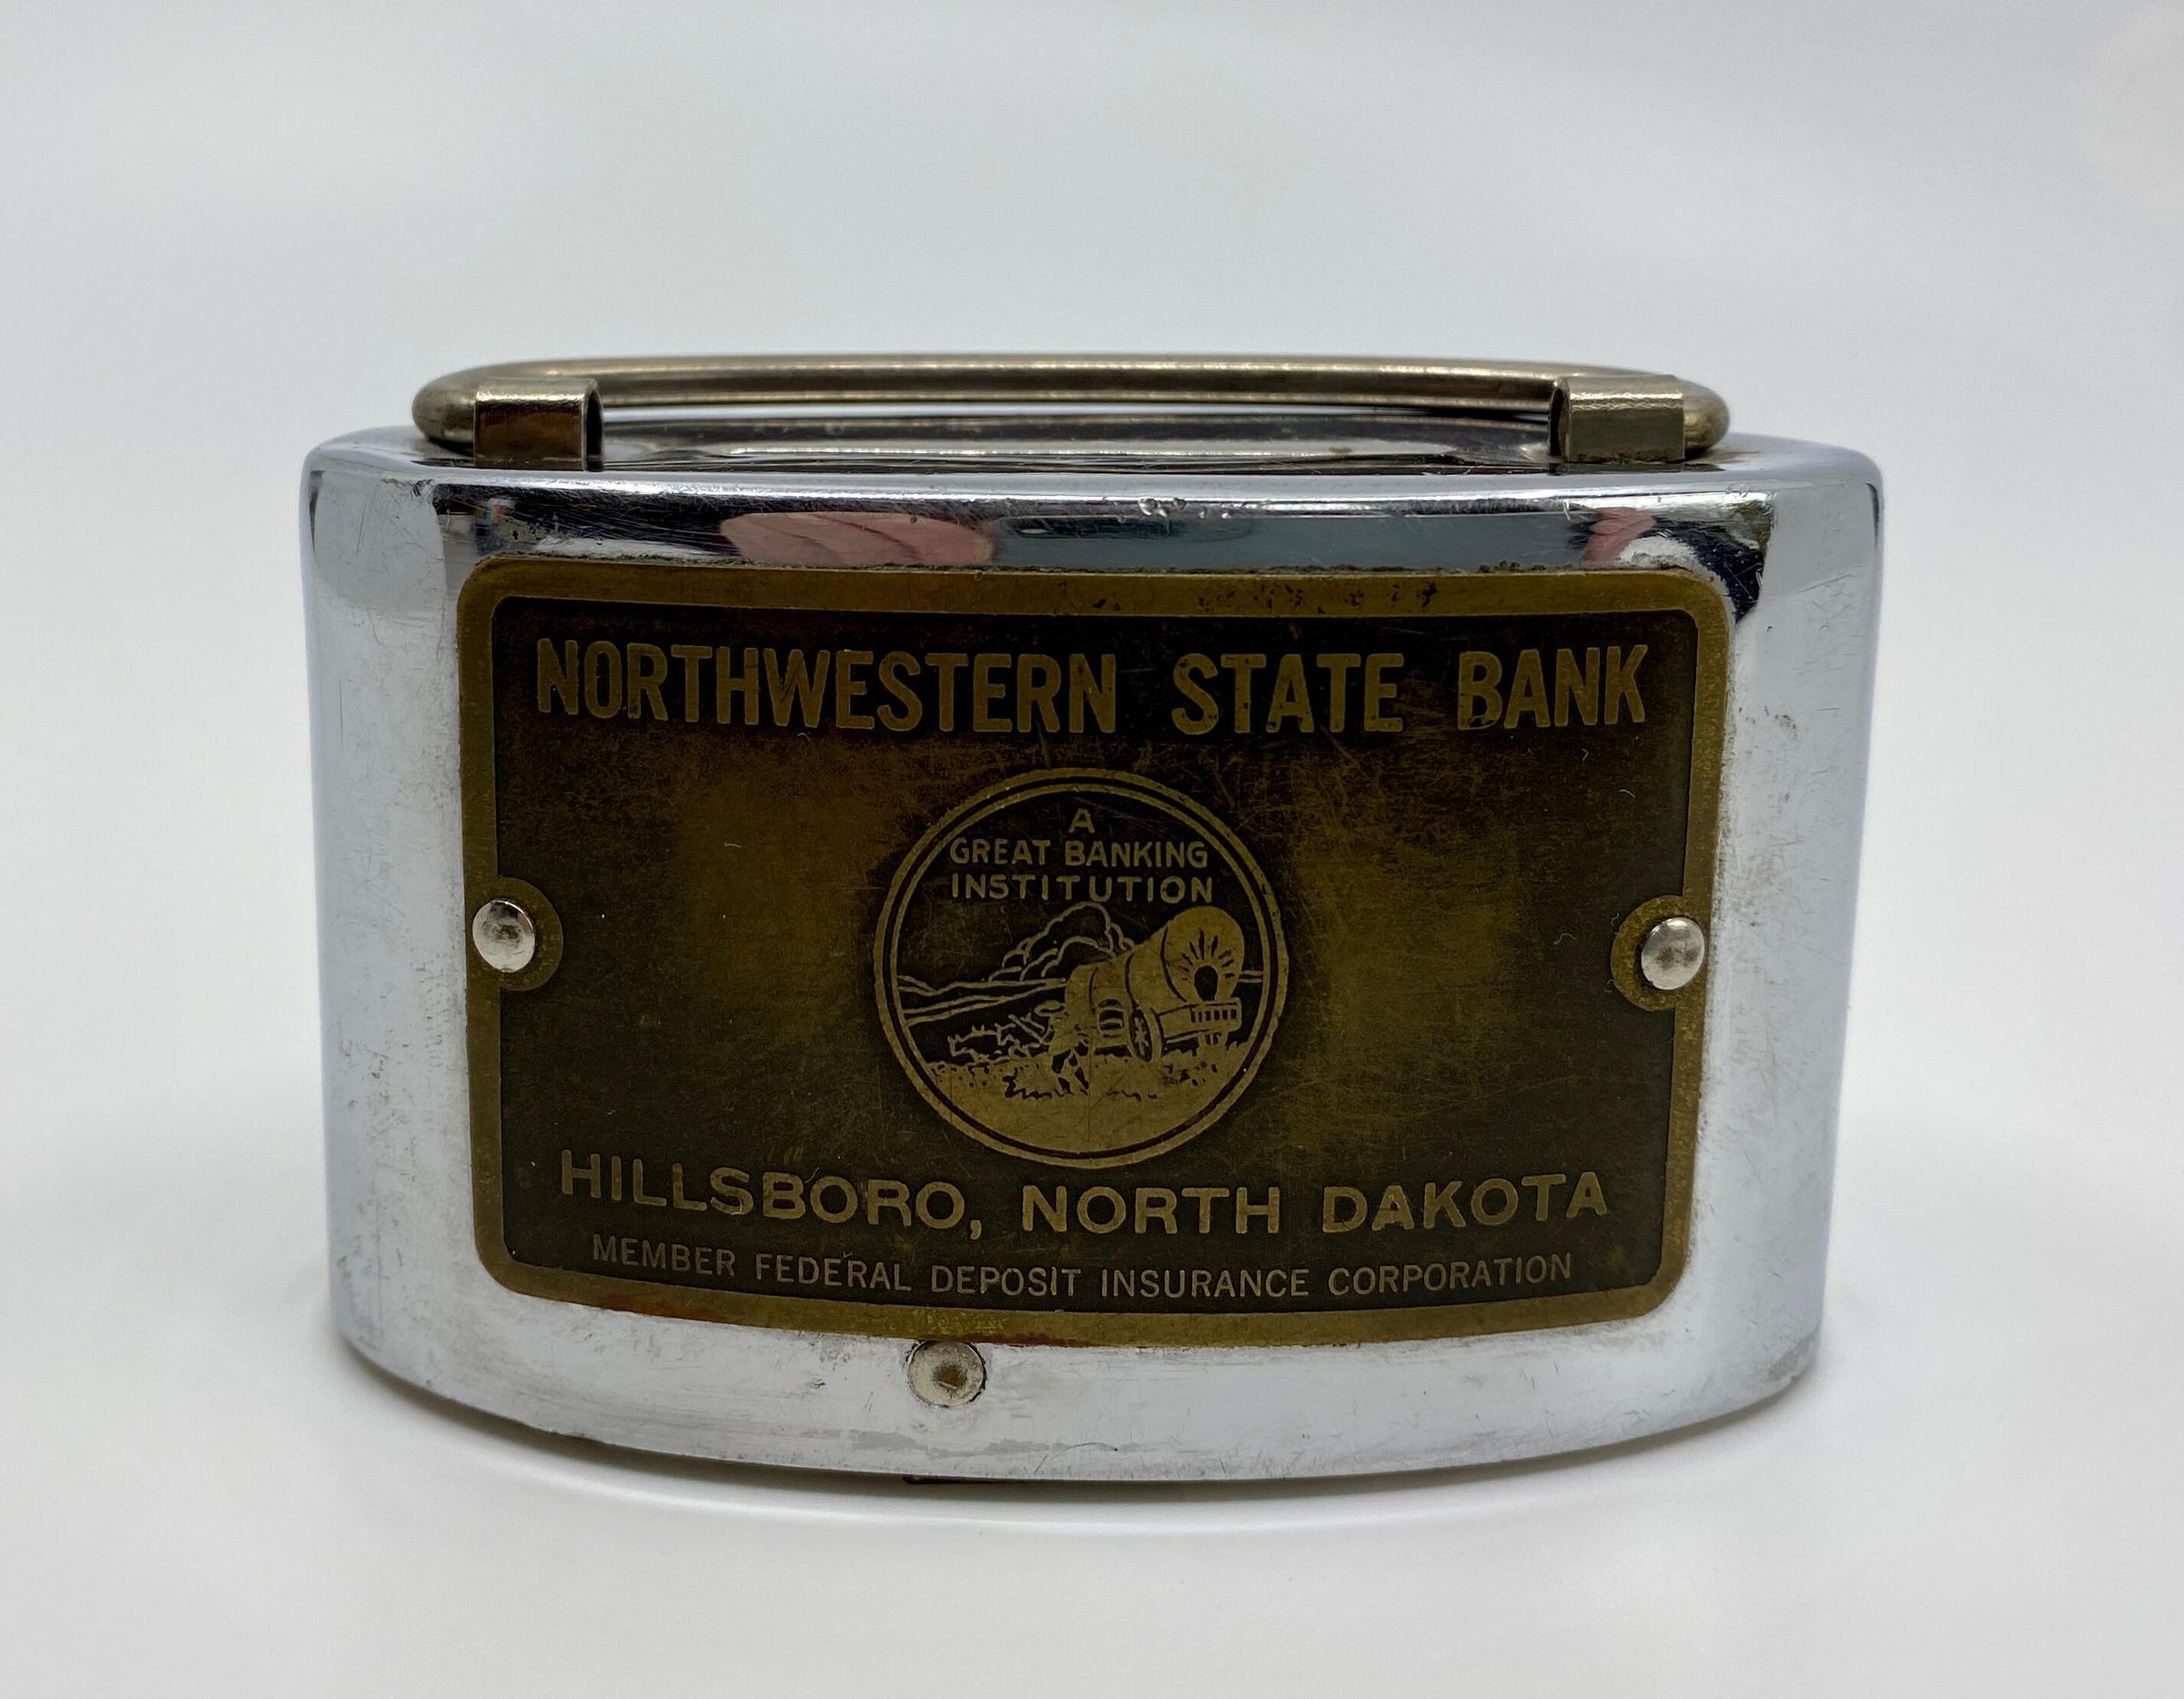 NORTHWESTERN STATE BANK
A
GREAT BANKING
INSTITUTION
HILLSBORO, NORTH DAKOTA
MEMBER FEDERAL DEPOSIT INSURANCE CORPORATION